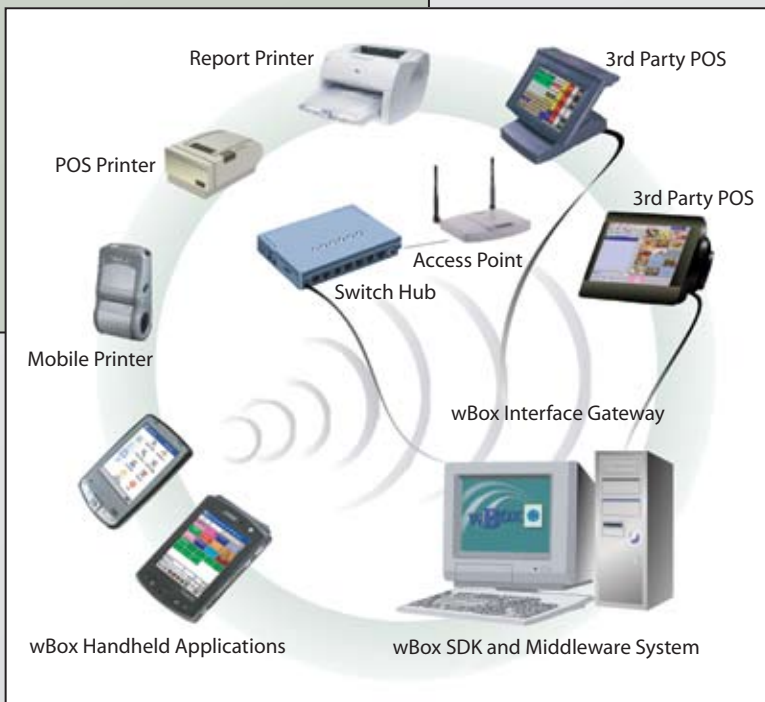 Report Printer
3rd Party POS
POS Printer
3rd Party POS
Access Point
Switch Hub
Mobile Printer
wBox Interface Gateway
wBox
wBox Handheld Applications
wBox SDK and Middleware System